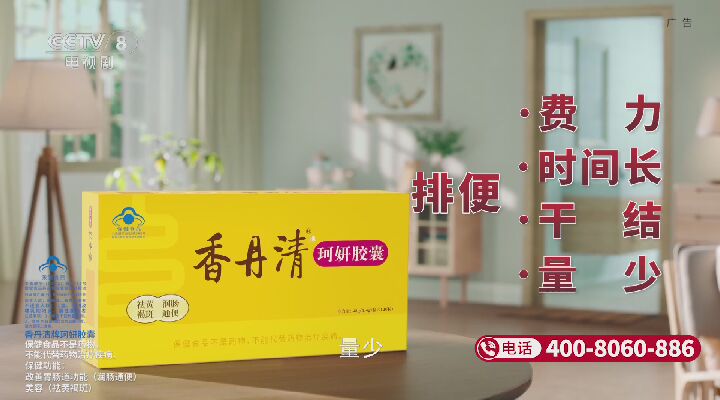 CCTV 8
电视剧
广告
排便
·费力
·时间长
·干结
·量少
保健食品
香丹清
珂妍胶囊
祛黄褐斑
润肠通便
保健食品不是药物，不能代替药物治疗疾病
香丹清牌珂妍胶囊
保健食品不是药物，
不能代替药物治疗疾病。
保健功能：
改善胃肠道功能（润肠通便）
美容（祛黄褐斑）
量少
电话 400-8060-886